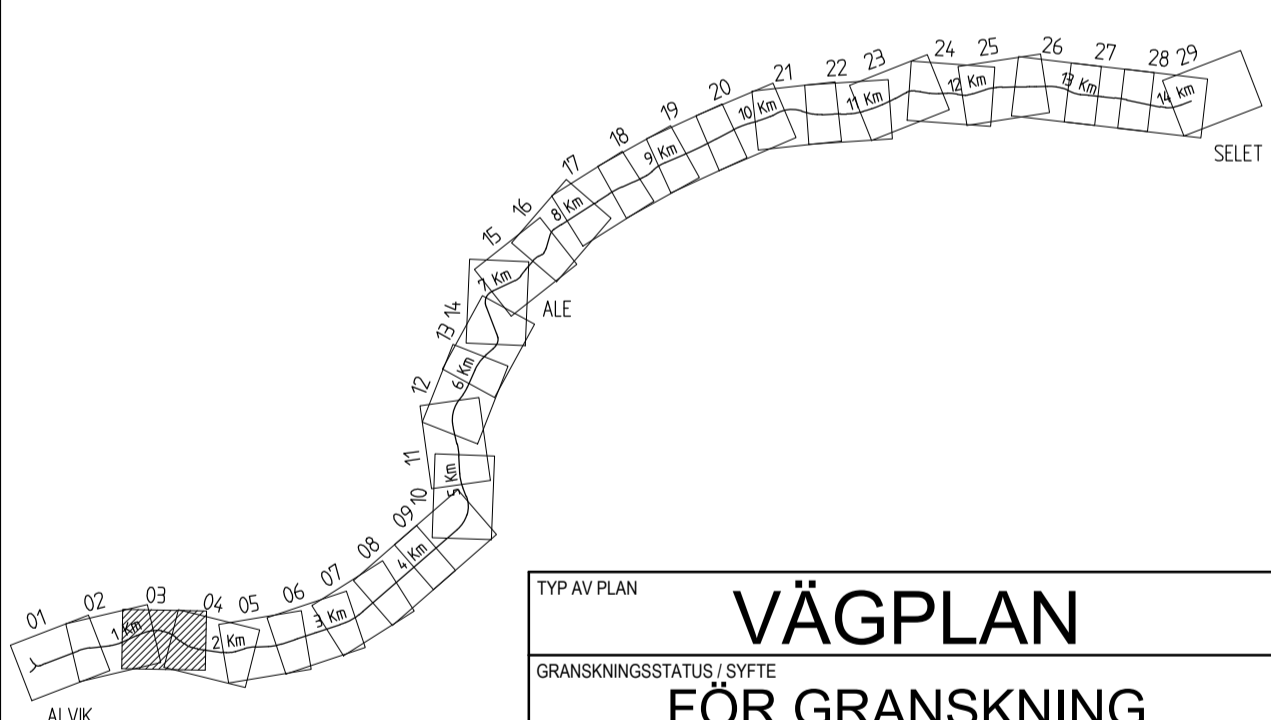 01
02
03
04
05
06
07
08
09
10
11
12
13
14
15
16
17
18
19
20
21
22
23
24
25
26
27
28
29
1 Km
2 Km
3 Km
4 Km
5 Km
6 Km
7 Km
8 Km
9 Km
10 Km
11 Km
12 Km
13 Km
14 Km
SELET
ALE
ALVIK
TYP AV PLAN
VÄGPLAN
GRANSKNINGSSTATUS / SYFTE
FÖR GRANSKNING